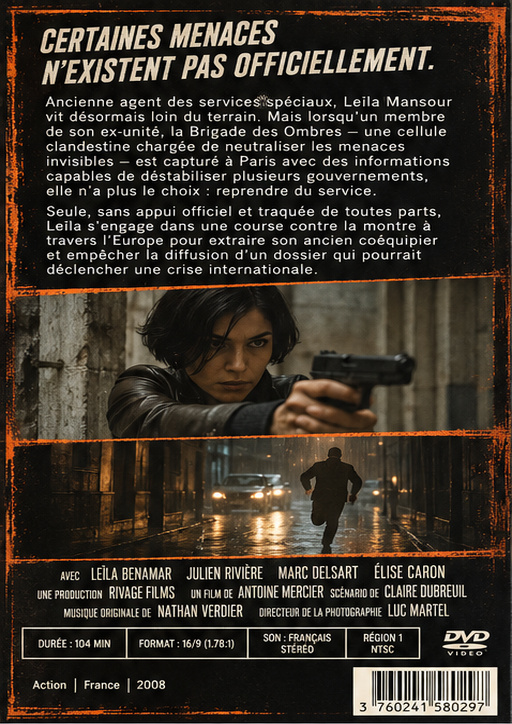 CERTAINES MENACES
N'EXISTENT PAS OFFICIELLEMENT.
Ancienne agent des services spéciaux, Leïla Mansour
vit désormais loin du terrain. Mais lorsqu'un membre
de son ex-unité, la Brigade des Ombres — une cellule
clandestine chargée de neutraliser les menaces
invisibles — est capturé à Paris avec des informations
capables de déstabiliser plusieurs gouvernements,
elle n'a plus le choix : reprendre du service.
Seule, sans appui officiel et traquée de toutes parts,
Leïla s'engage dans une course contre la montre à
travers l'Europe pour extraire son ancien coéquipier
et empêcher la diffusion d'un dossier qui pourrait
déclencher une crise internationale.
AVEC LEÏLA BENAMAR JULIEN RIVIÈRE MARC DELSART ÉLISE CARON
UNE PRODUCTION RIVAGE FILMS UN FILM DE ANTOINE MERCIER SCÉNARIO DE CLAIRE DUBREUIL
MUSIQUE ORIGINALE DE NATHAN VERDIER DIRECTEUR DE LA PHOTOGRAPHIE LUC MARTEL
DURÉE : 104 MIN
FORMAT : 16/9 (1.78:1)
SON : FRANÇAIS
STÉRÉO
RÉGION 1
NTSC
DVD
VIDEO
Action | France | 2008
3 760241 580297